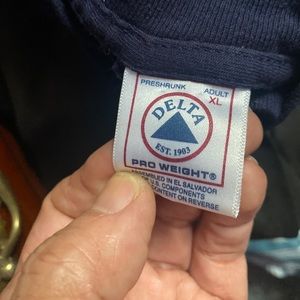 PRESHRUNK ADULT
XL
DELTA
EST. 1903
PRO WEIGHT®
ASSEMBLED IN EL SALVADOR
U.S. COMPONENTS
CONTENT ON REVERSE